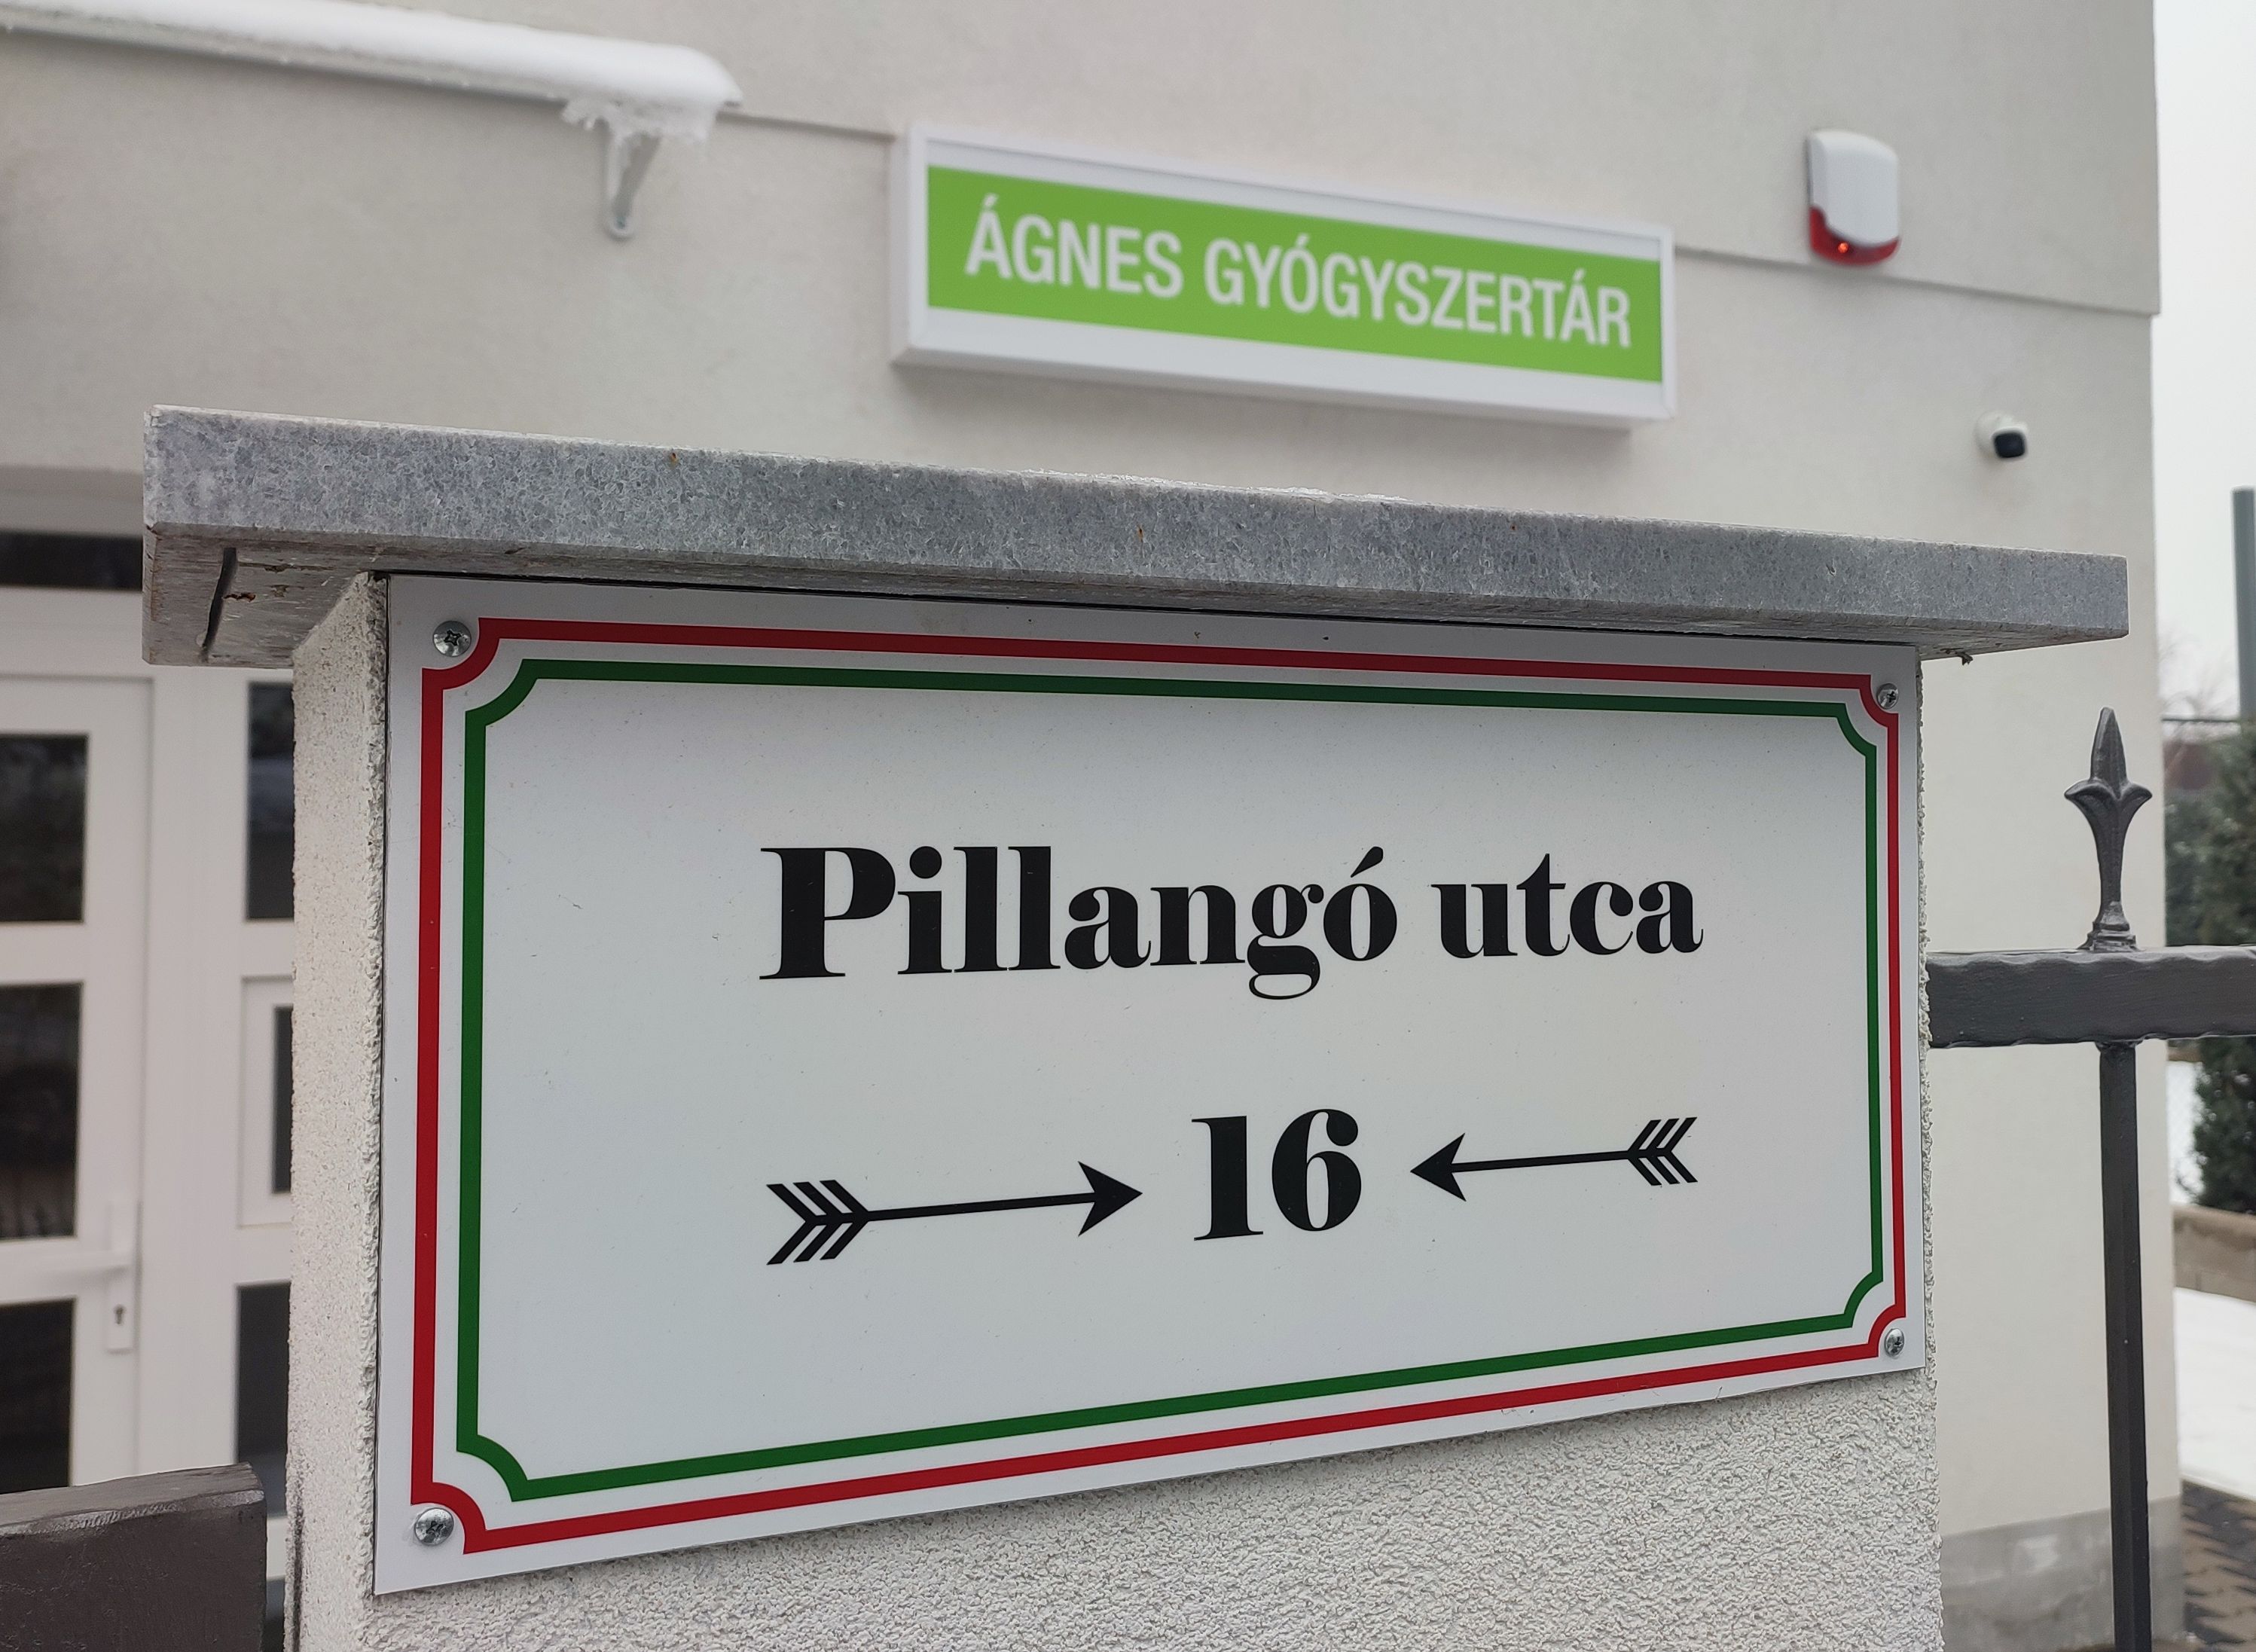 ÁGNES GYÓGYSZERTÁR
Pillangó utca
16